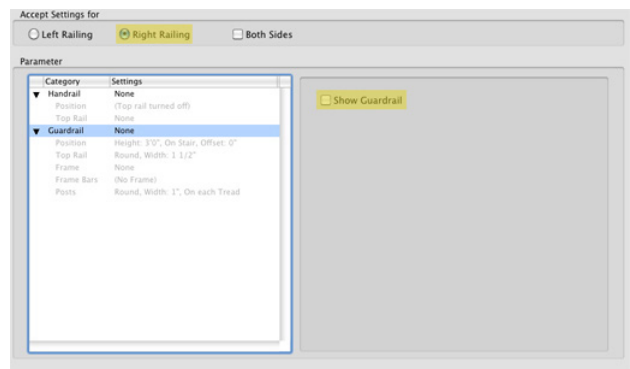 Accept Settings for
Left Railing Right Railing Both Sides
Parameter
Category Settings
Handrail None
Position (Top rail turned off)
Top Rail None
Guardrail None
Position Height: 3'0", On Stair, Offset: 0"
Top Rail Round, Width: 1 1/2"
Frame None
Frame Bars (No Frame)
Posts Round, Width: 1", On each Tread
Show Guardrail